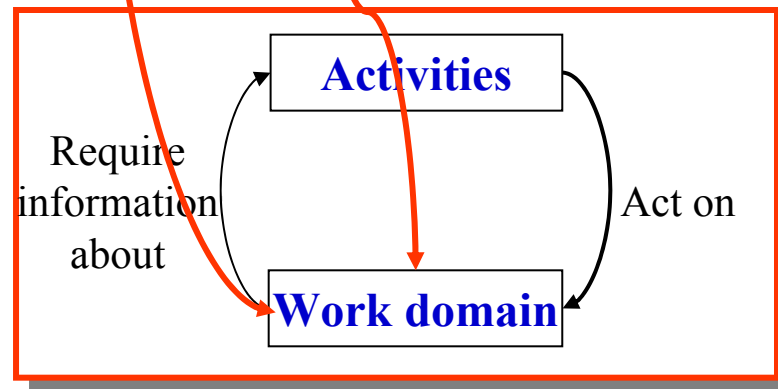 Activities
Require
information
about
Act on
Work domain